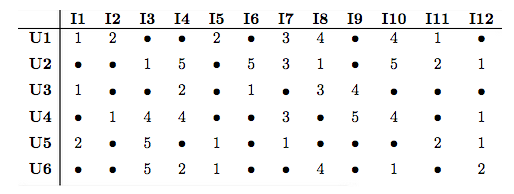 I1 I2 I3 I4 I5 I6 I7 I8 I9 I10 I11 I12
U1 1 2 • • 2 • 3 4 • 4 1 •
U2 • • 1 5 • 5 3 1 • 5 2 1
U3 1 • • 2 • 1 • 3 4 • • •
U4 • 1 4 4 • • 3 • 5 4 • 1
U5 2 • 5 • 1 • 1 • • • 2 1
U6 • • 5 2 1 • • 4 • 1 • 2